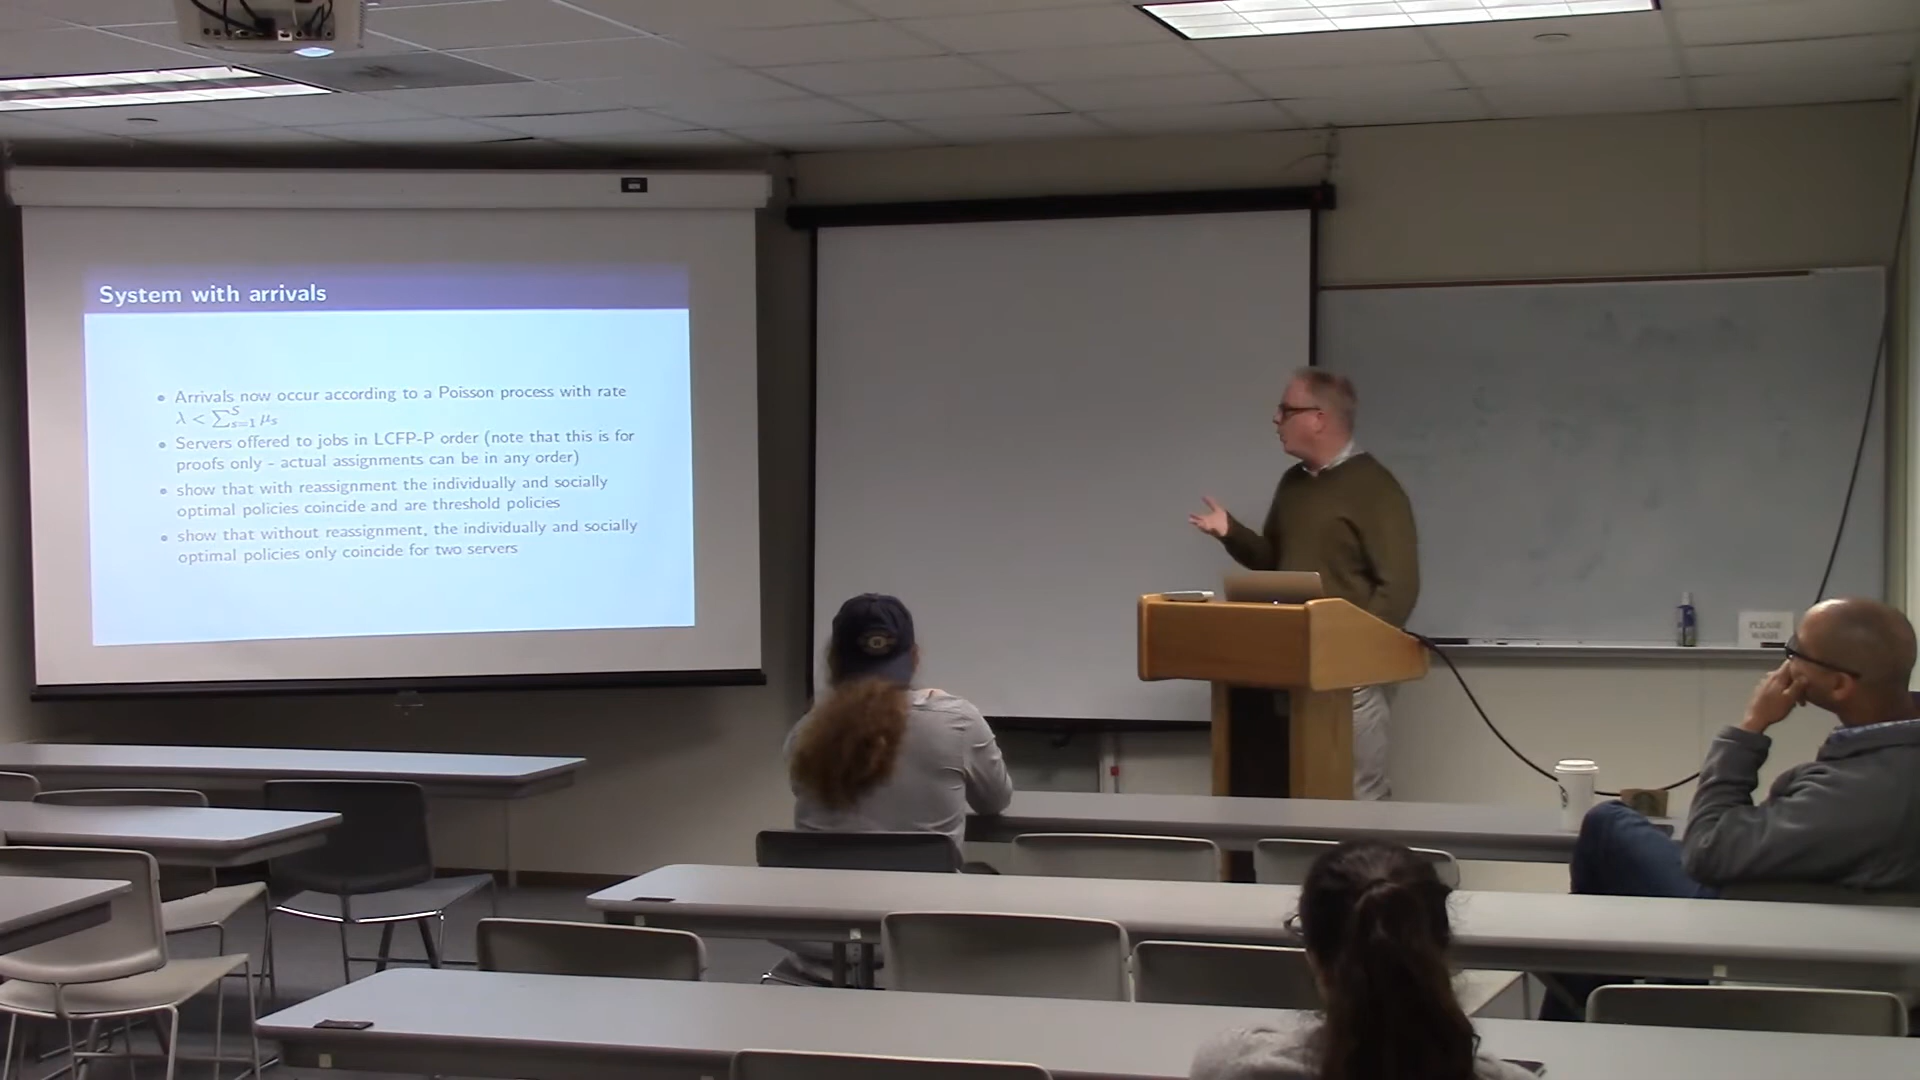 System with arrivals
• Arrivals now occur according to a Poisson process with rate
λ < ∑_{s=1}^{S} μ_s
• Servers offered to jobs in LCFP-P order (note that this is for
proofs only - actual assignments can be in any order)
• show that with reassignment the individually and socially
optimal policies coincide and are threshold policies
• show that without reassignment, the individually and socially
optimal policies only coincide for two servers
PLEASE
WASH